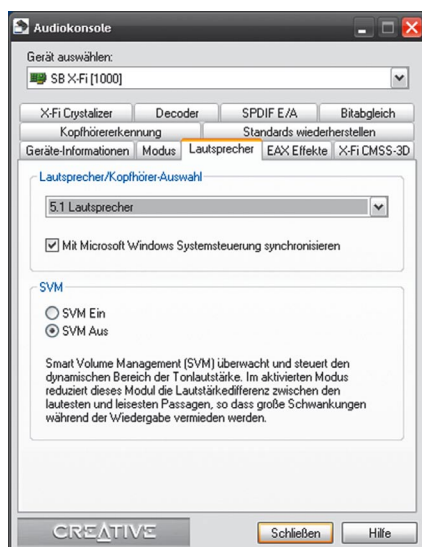 Audiokonsole
Gerät auswählen:
SB X-Fi [1000]
X-Fi Crystalizer Decoder SPDIF E/A Bitabgleich
Kopfhörererkennung Standards wiederherstellen
Geräte-Informationen Modus Lautsprecher EAX Effekte X-Fi CMSS-3D
Lautsprecher/Kopfhörer-Auswahl
5.1 Lautsprecher
Mit Microsoft Windows Systemsteuerung synchronisieren
SVM
SVM Ein
SVM Aus
Smart Volume Management (SVM) überwacht und steuert den
dynamischen Bereich der Tonlautstärke. Im aktivierten Modus
reduziert dieses Modul die Lautstärkedifferenz zwischen den
lautesten und leisesten Passagen, so dass große Schwankungen
während der Wiedergabe vermieden werden.
CREATIVE Schließen Hilfe